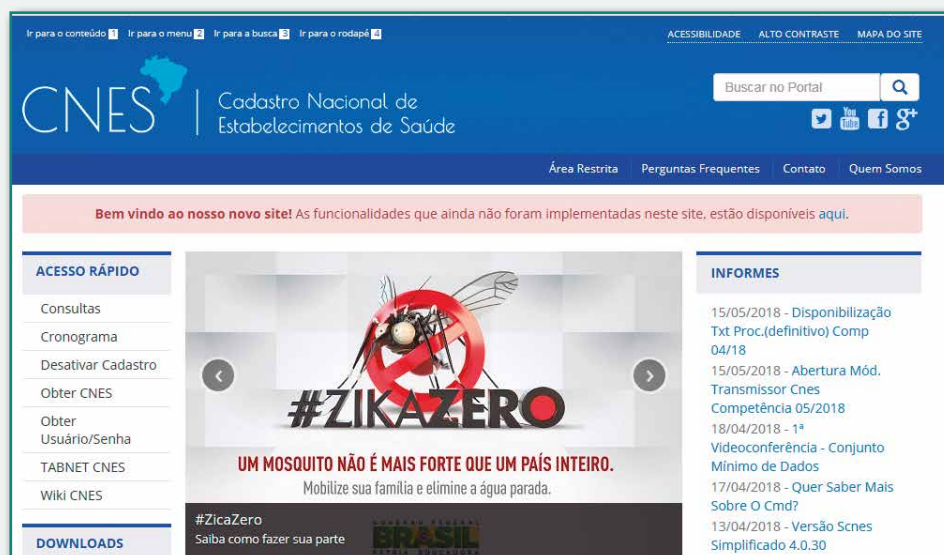 Ir para o conteúdo 1 Ir para o menu 2 Ir para a busca 3 Ir para o rodapé 4
ACESSIBILIDADE ALTO CONTRASTE MAPA DO SITE
CNES
Cadastro Nacional de
Estabelecimentos de Saúde
Buscar no Portal
You
Tube
f
g+
Área Restrita Perguntas Frequentes Contato Quem Somos
Bem vindo ao nosso novo site! As funcionalidades que ainda não foram implementadas neste site, estão disponíveis aqui.
ACESSO RÁPIDO
Consultas
Cronograma
Desativar Cadastro
Obter CNES
Obter
Usuário/Senha
TABNET CNES
Wiki CNES
DOWNLOADS
#ZIKAZERO
UM MOSQUITO NÃO É MAIS FORTE QUE UM PAÍS INTEIRO.
Mobilize sua família e elimine a água parada.
#ZicaZero
Saiba como fazer sua parte
GOVERNO FEDERAL
BRASIL
PÁTRIA EDUCADORA
INFORMES
15/05/2018 - Disponibilização
Txt Proc.(definitivo) Comp
04/18
15/05/2018 - Abertura Mód.
Transmissor Cnes
Competência 05/2018
18/04/2018 - 1ª
Videoconferência - Conjunto
Mínimo de Dados
17/04/2018 - Quer Saber Mais
Sobre O Cmd?
13/04/2018 - Versão Scnes
Simplificado 4.0.30